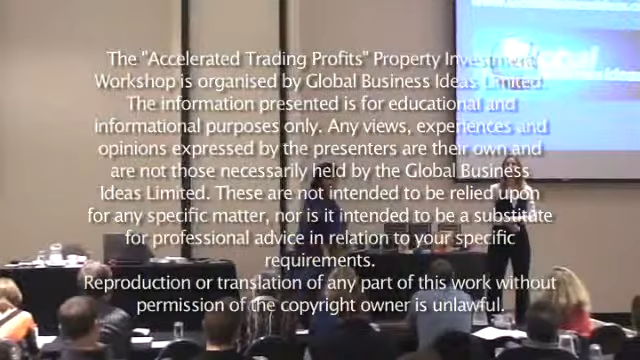 Global
The "Accelerated Trading Profits" Property Investment
Workshop is organised by Global Business Ideas Limited.
The information presented is for educational and
informational purposes only. Any views, experiences and
opinions expressed by the presenters are their own and
are not those necessarily held by the Global Business
Ideas Limited. These are not intended to be relied upon
for any specific matter, nor is it intended to be a substitute
for professional advice in relation to your specific
requirements.
Reproduction or translation of any part of this work without
permission of the copyright owner is unlawful.